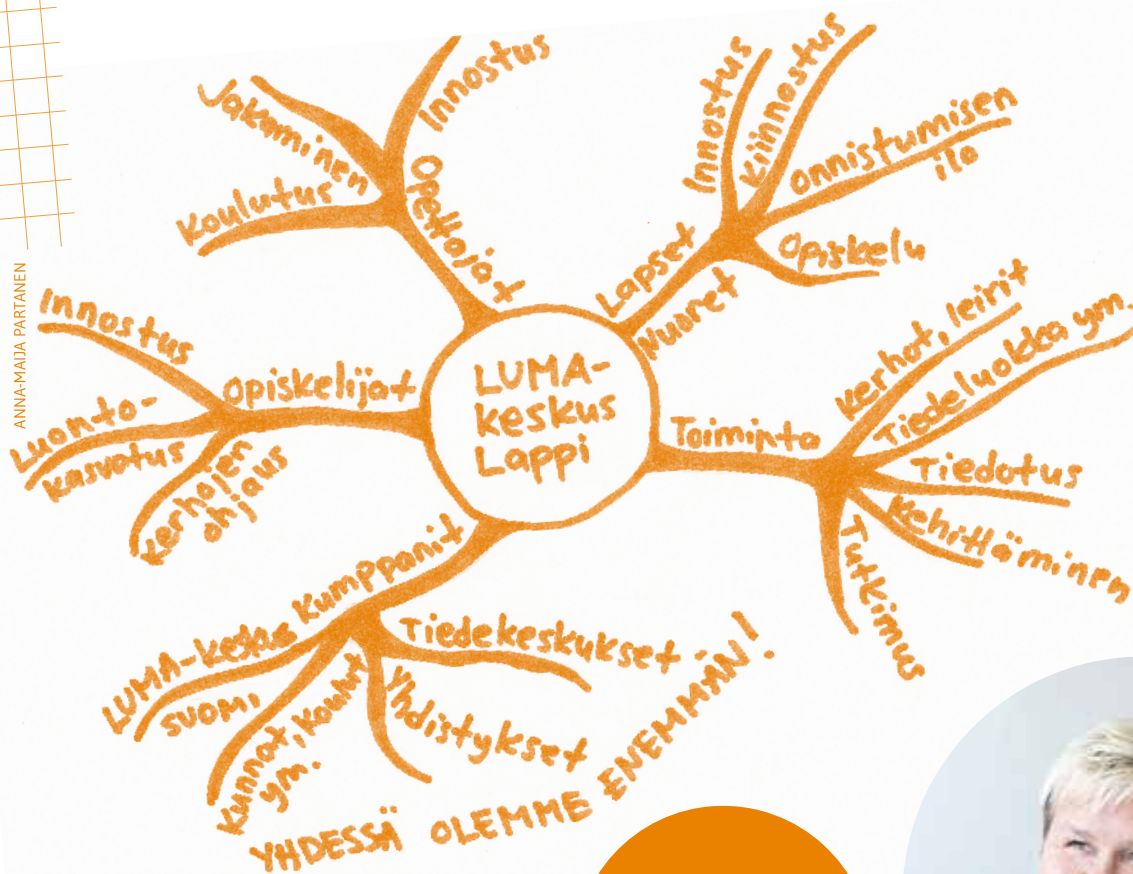 ANNA-MAIJA PARTANEN
LUMA-
keskus
Lappi
Opettajat
Innostus
Jakaminen
Koulutus
Lapset
Nuoret
Innostus
Kiinnostus
Onnistumisen
ilo
Opiskelu
Toiminta
Kerhot, leirit
Tiedeluokka ym.
Tiedotus
Kehittäminen
Tutkimus
Kumppanit
Tiedekeskukset
Yhdistykset
Kunnat, koulut
ym.
LUMA-keskus
Suomi
Opiskelijat
Innostus
Luonto-
kasvatus
Kerhojen
ohjaus
YHDESSÄ OLEMME ENEMMÄN!